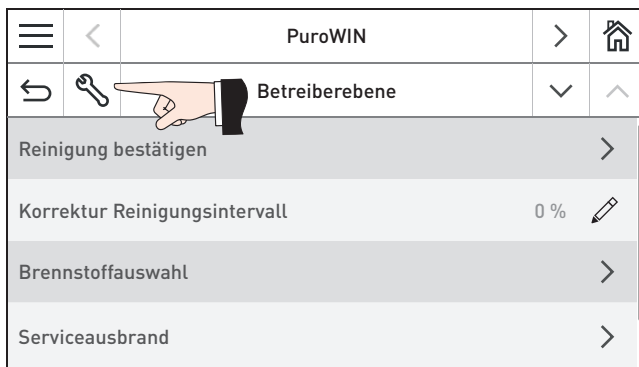 PuroWIN
Betreiberebene
Reinigung bestätigen
Korrektur Reinigungsintervall 0 %
Brennstoffauswahl
Serviceausbrand